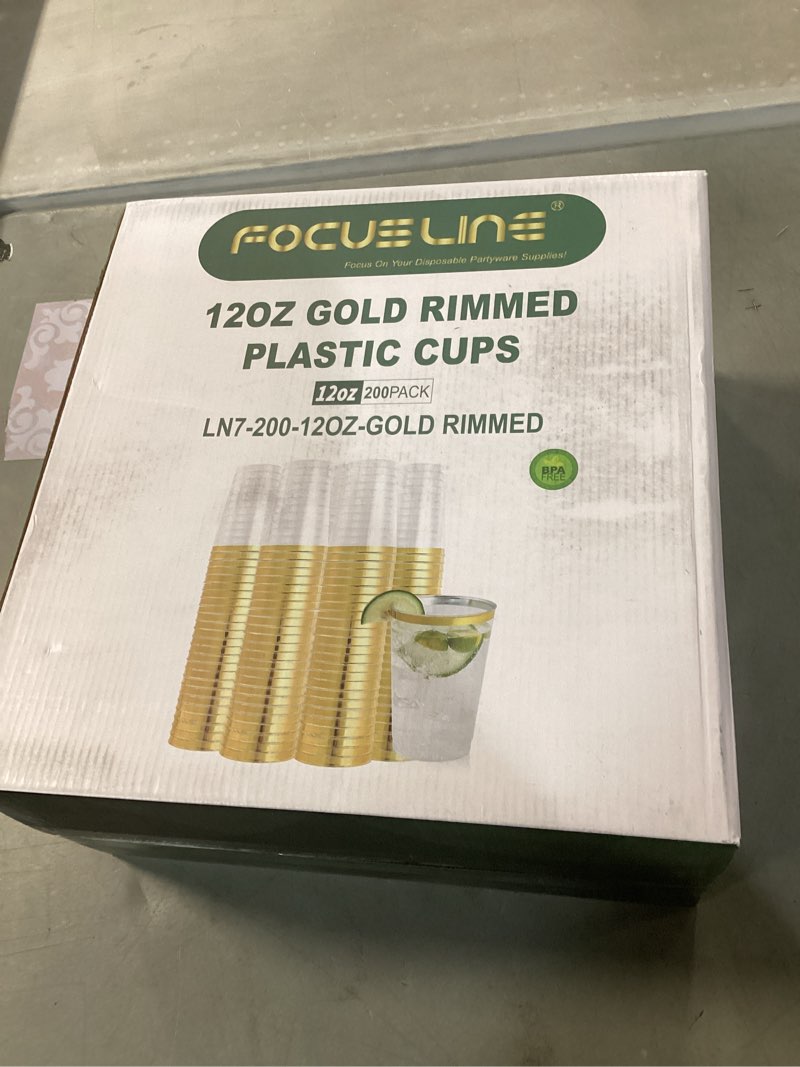 FOCUSLINE®
Focus On Your Disposable Partyware Supplies!
12OZ GOLD RIMMED
PLASTIC CUPS
12oz 200PACK
LN7-200-12OZ-GOLD RIMMED
BPA
FREE